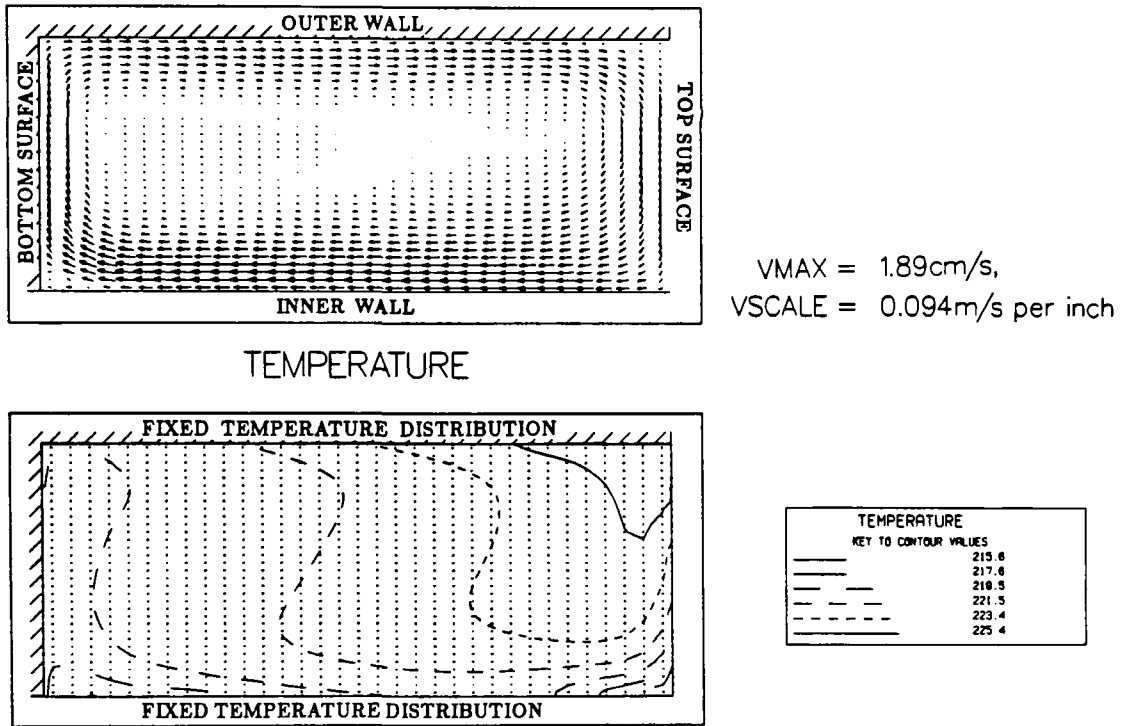 OUTER WALL
BOTTOM SURFACE
TOP SURFACE
INNER WALL
VMAX = 1.89cm/s,
VSCALE = 0.094m/s per inch
TEMPERATURE
FIXED TEMPERATURE DISTRIBUTION
FIXED TEMPERATURE DISTRIBUTION
TEMPERATURE
KEY TO CONTOUR VALUES
215.6
217.6
219.5
221.5
223.4
225.4